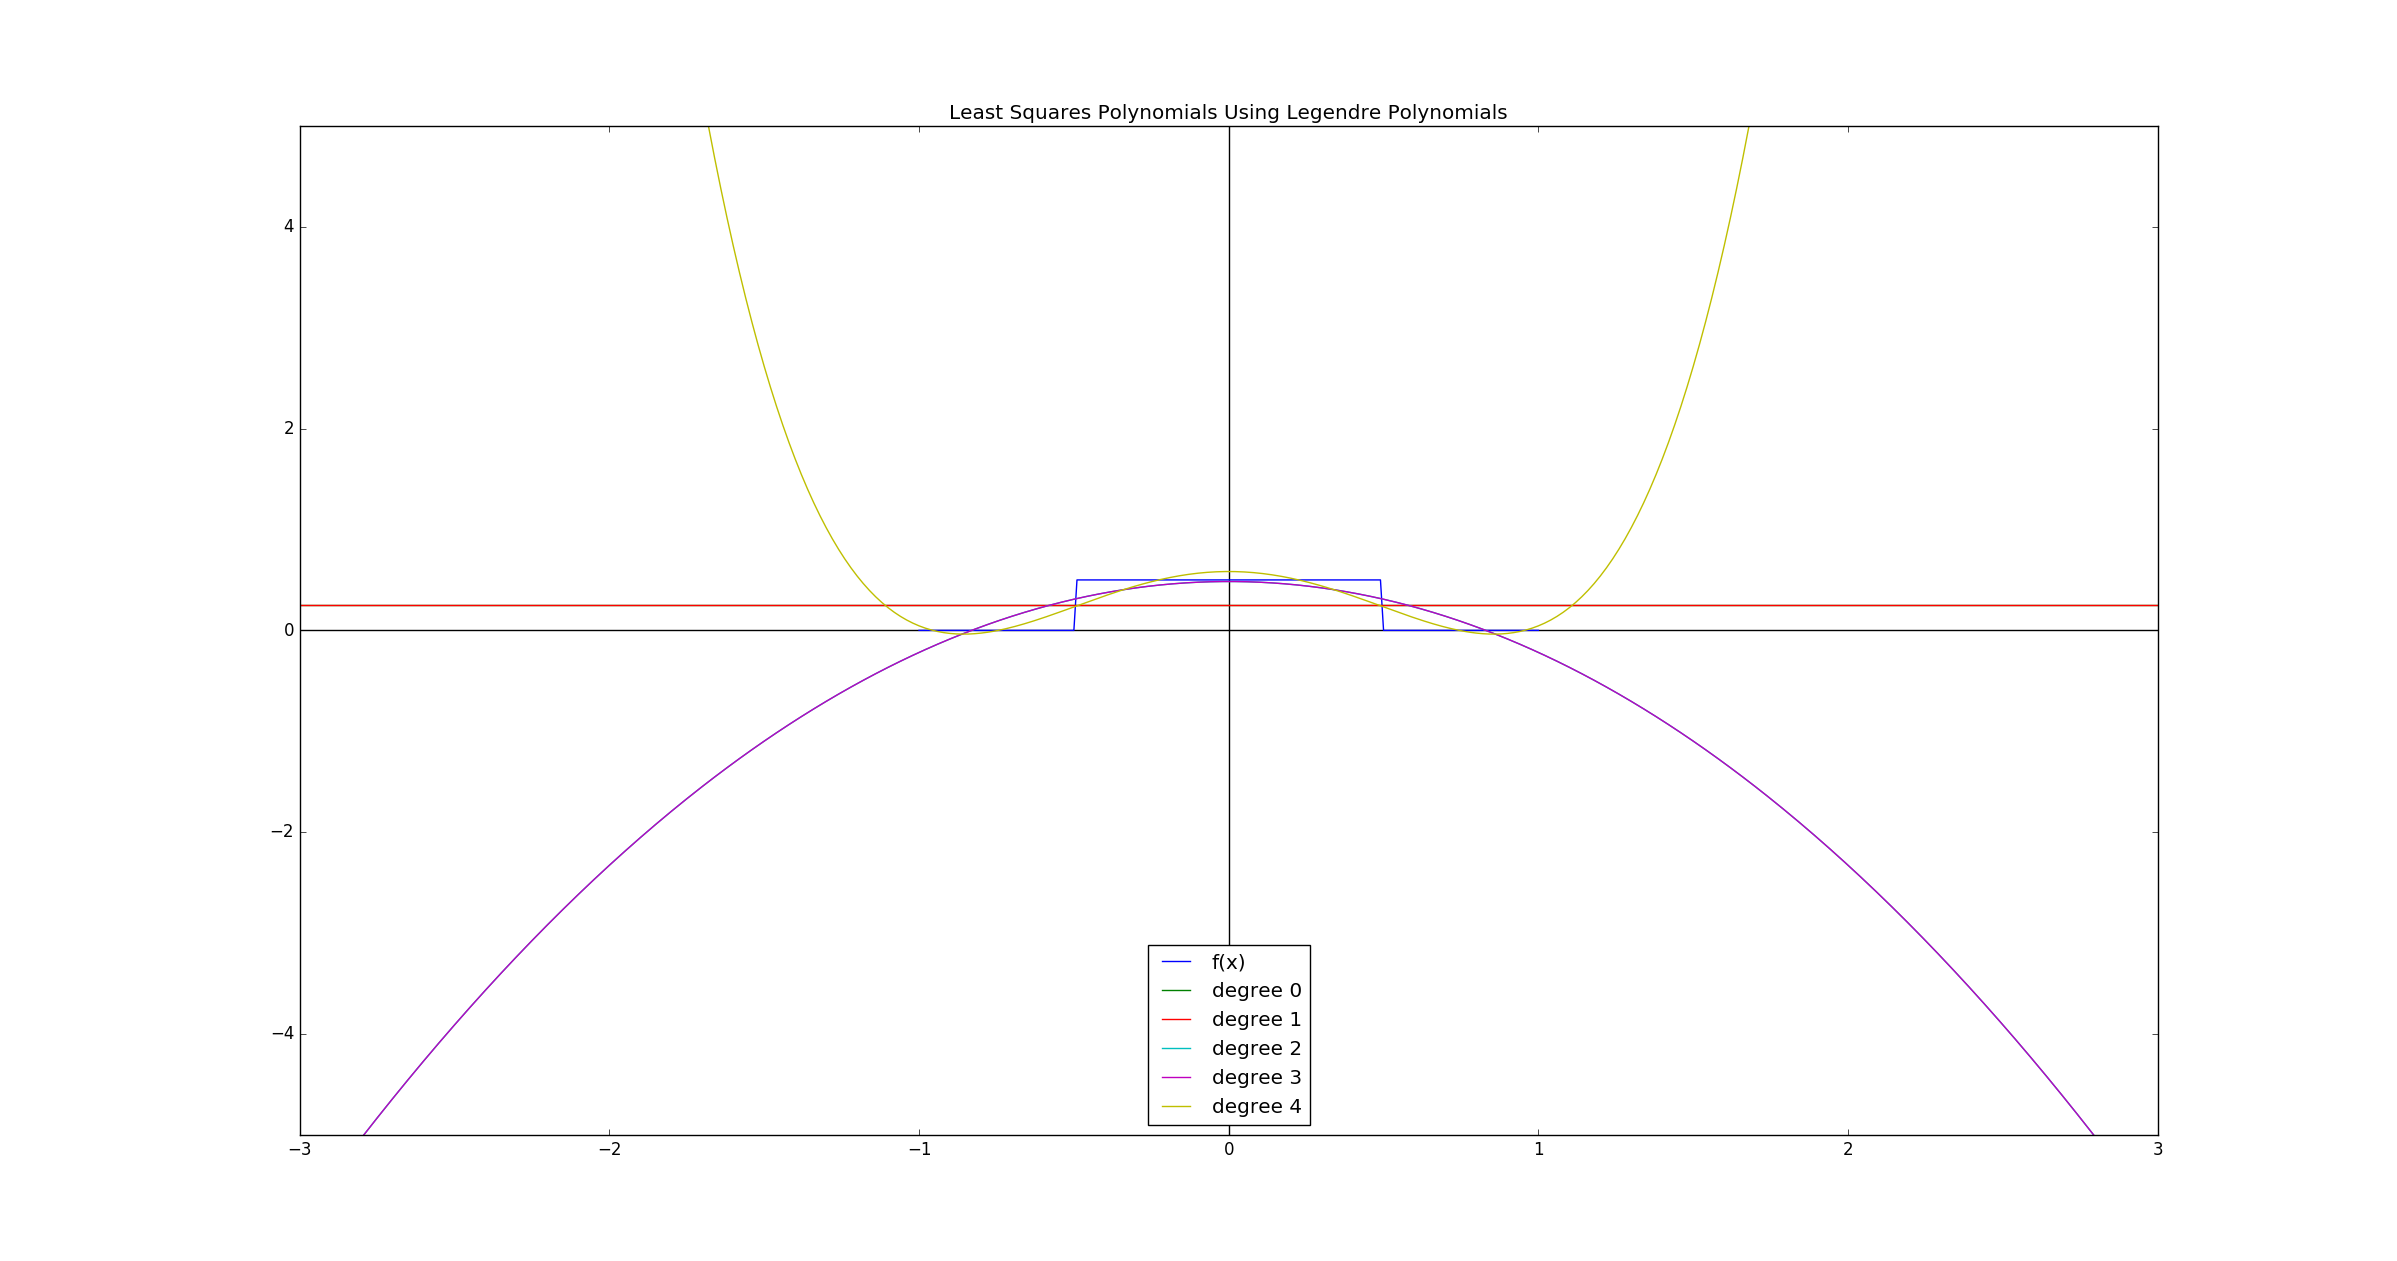 Least Squares Polynomials Using Legendre Polynomials
4
2
0
−2
−4
−3 −2 −1 0 1 2 3
f(x)
degree 0
degree 1
degree 2
degree 3
degree 4